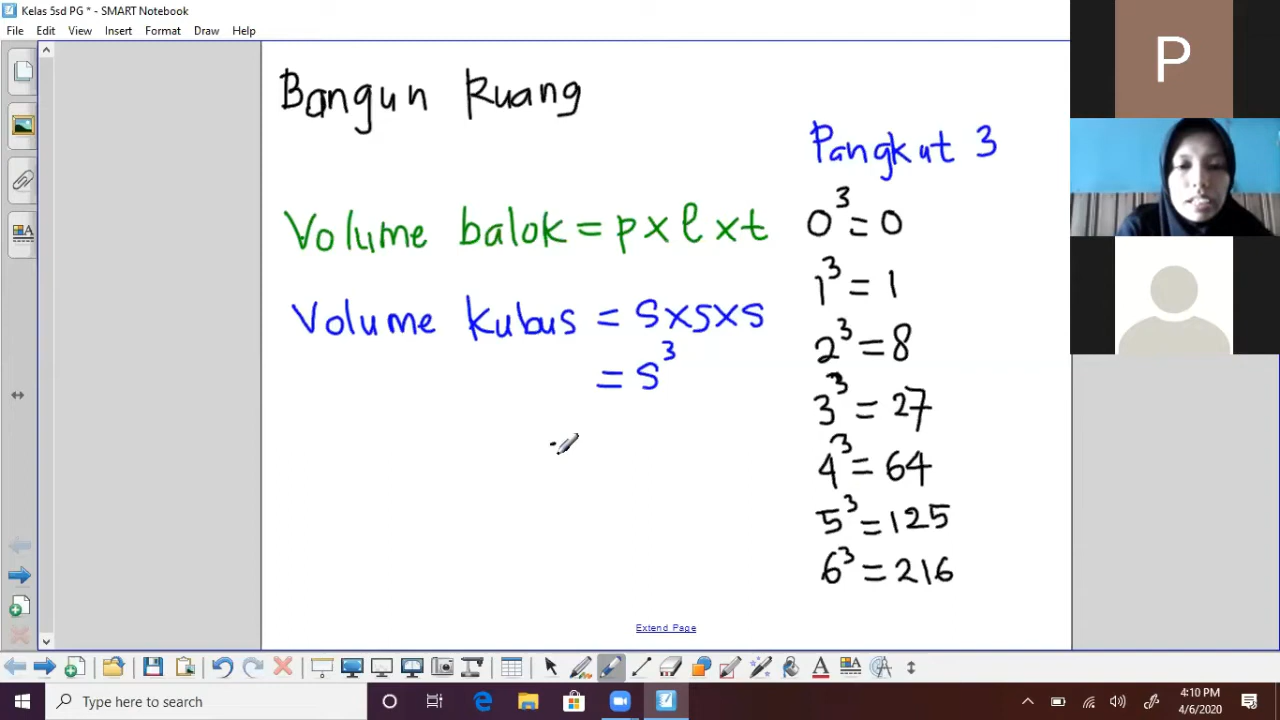 Kelas 5sd PG * - SMART Notebook
File Edit View Insert Format Draw Help
Bangun Ruang
Volume balok = p x l x t
Volume kubus = s x s x s
= s³
Pangkat 3
0³ = 0
1³ = 1
2³ = 8
3³ = 27
4³ = 64
5³ = 125
6³ = 216
Extend Page
P
Type here to search
4:10 PM
4/6/2020